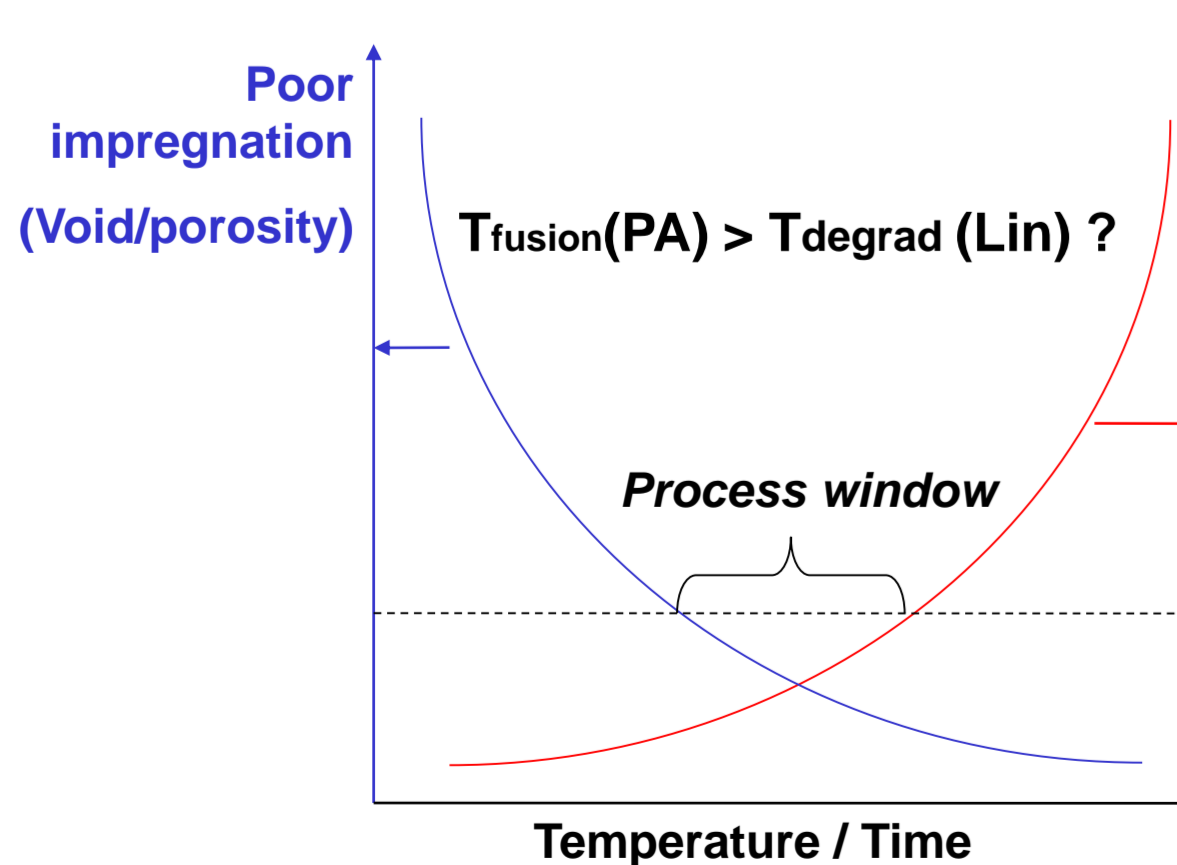 Poor
impregnation
(Void/porosity)
Tfusion(PA) > Tdegrad (Lin) ?
Process window
Temperature / Time